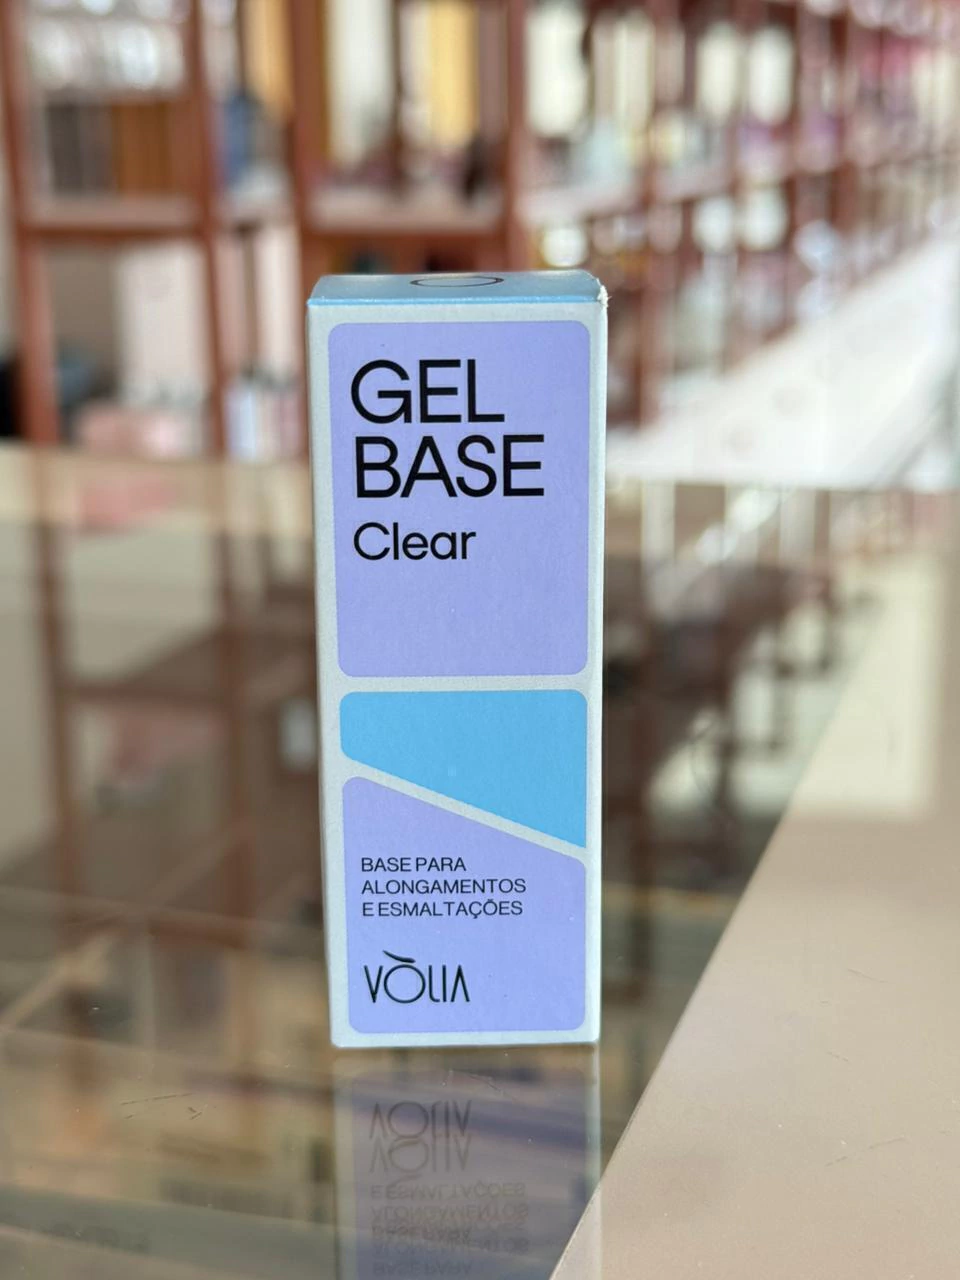 GEL
BASE
Clear
BASE PARA
ALONGAMENTOS
E ESMALTAÇÕES
VÒLIA